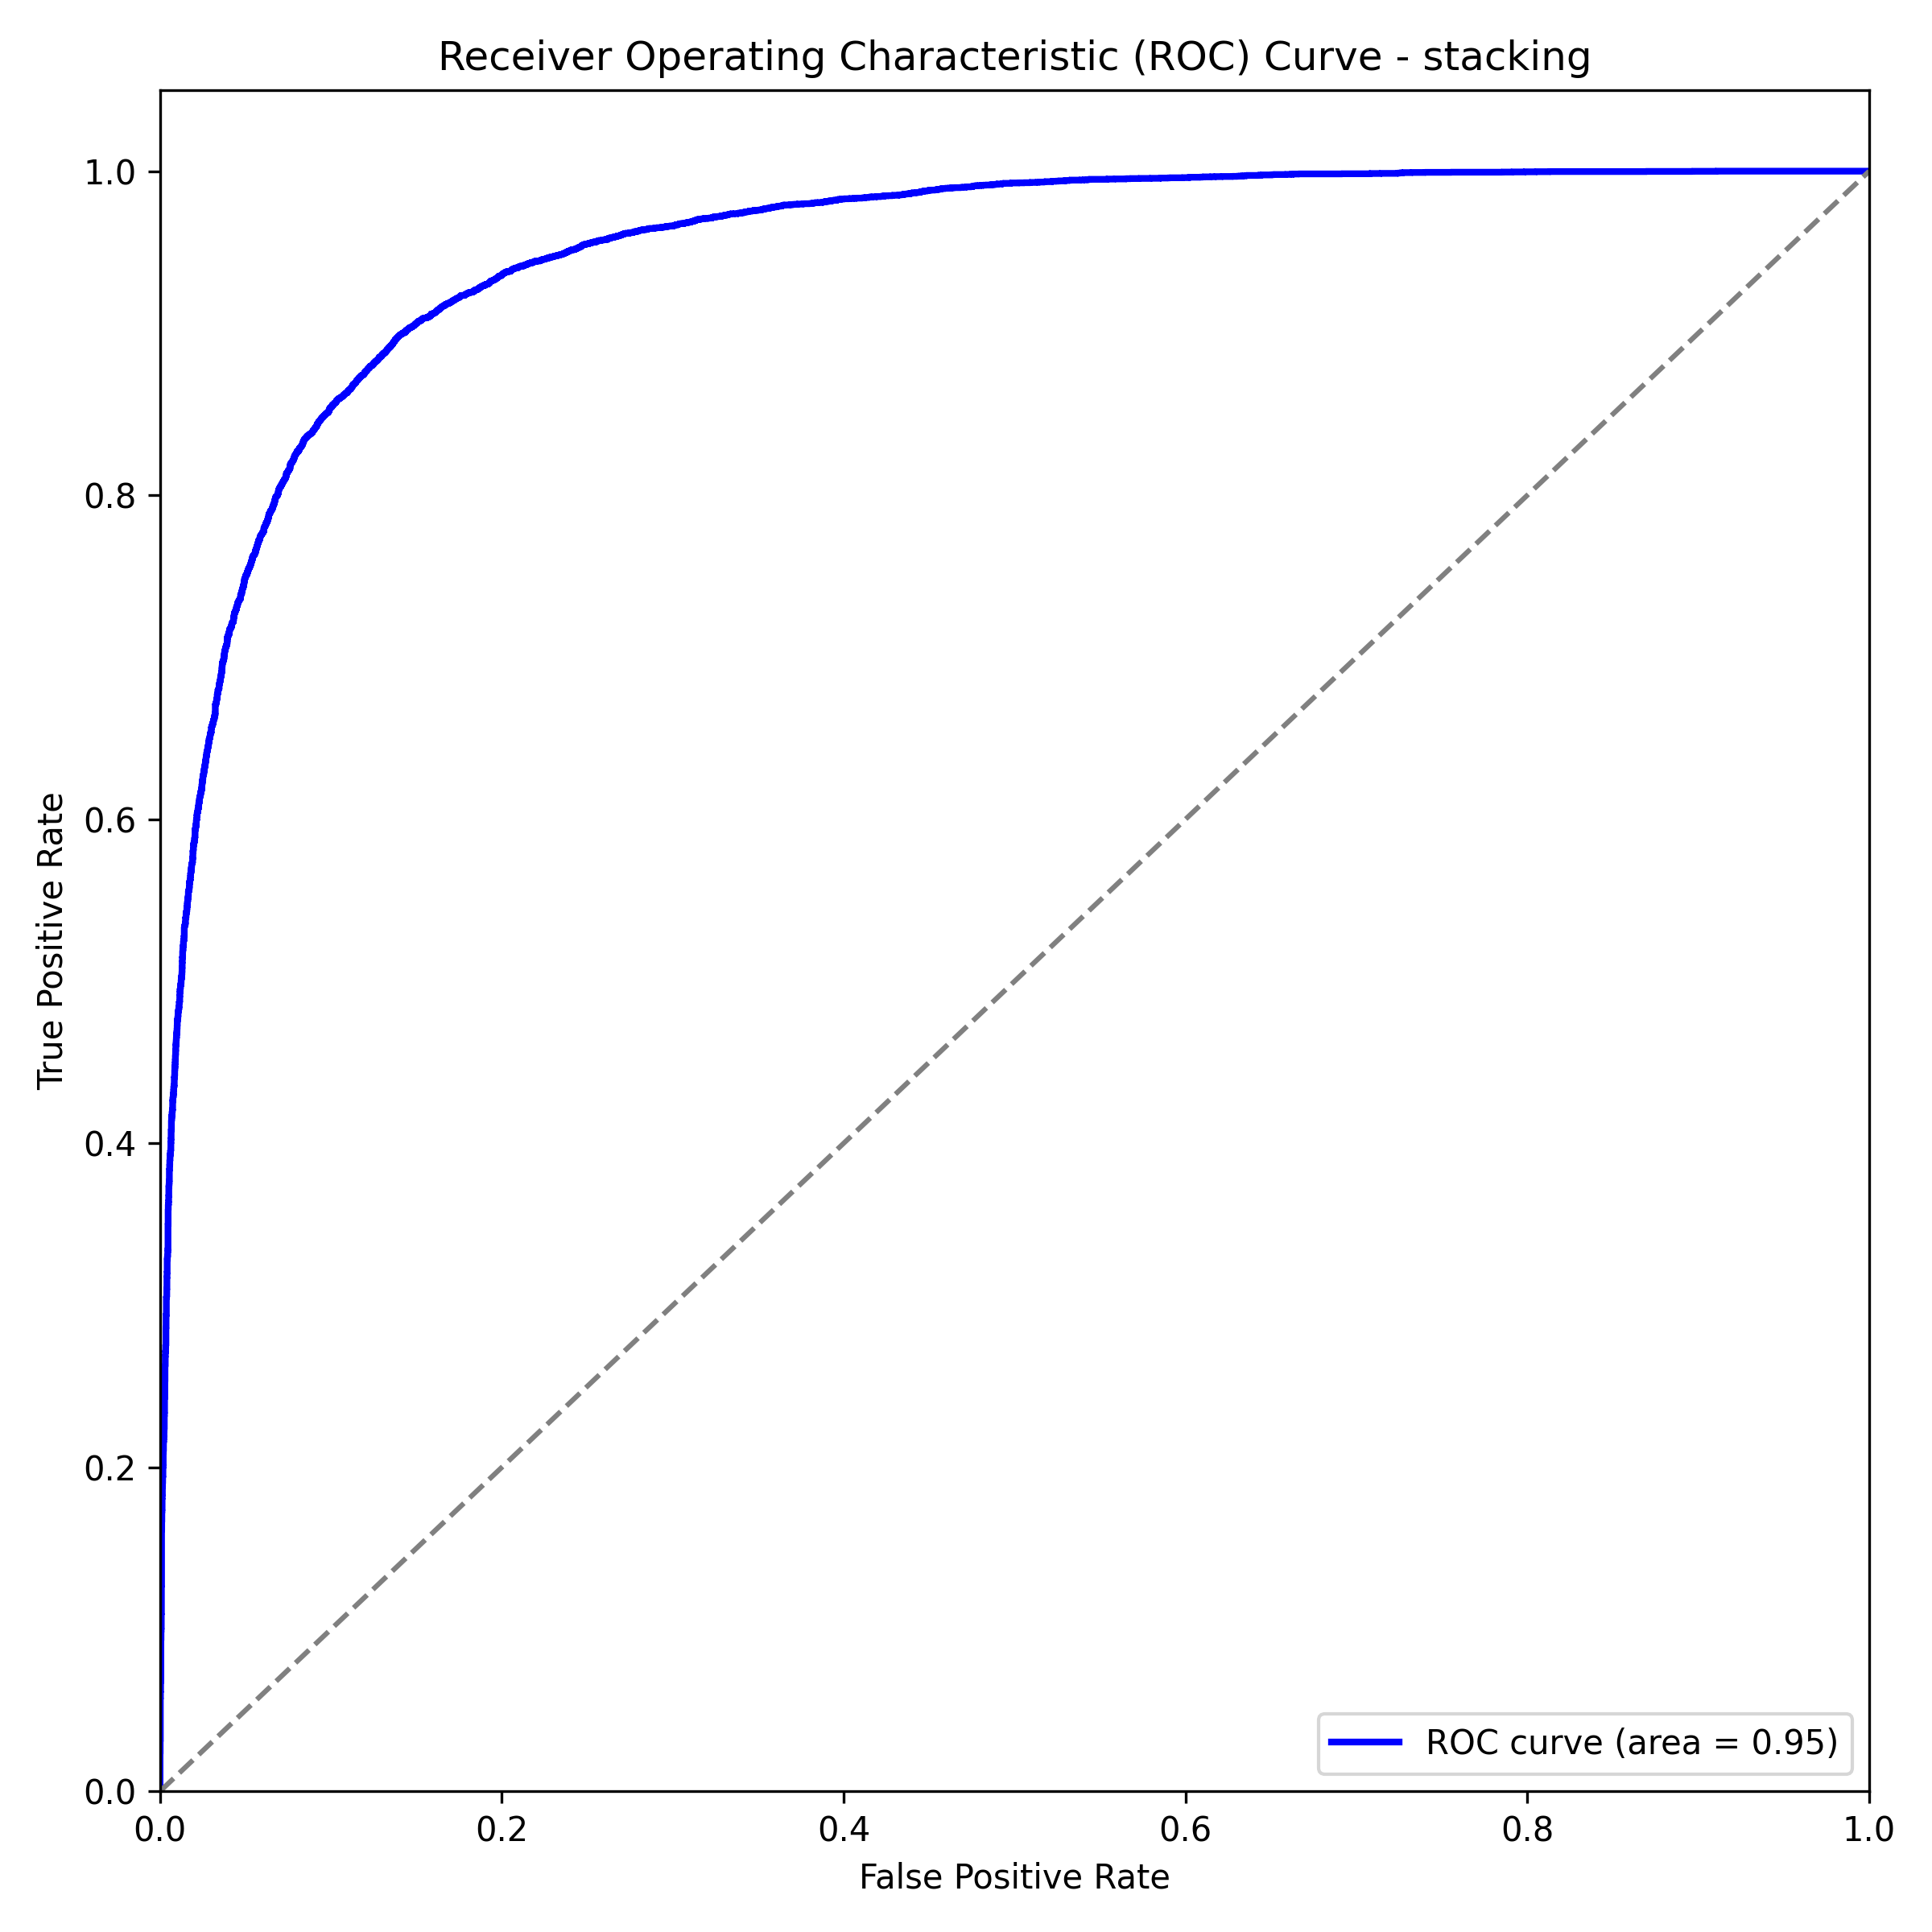 Receiver Operating Characteristic (ROC) Curve - stacking
1.0
0.8
0.6
0.4
0.2
0.0
True Positive Rate
0.0 0.2 0.4 0.6 0.8 1.0
False Positive Rate
ROC curve (area = 0.95)